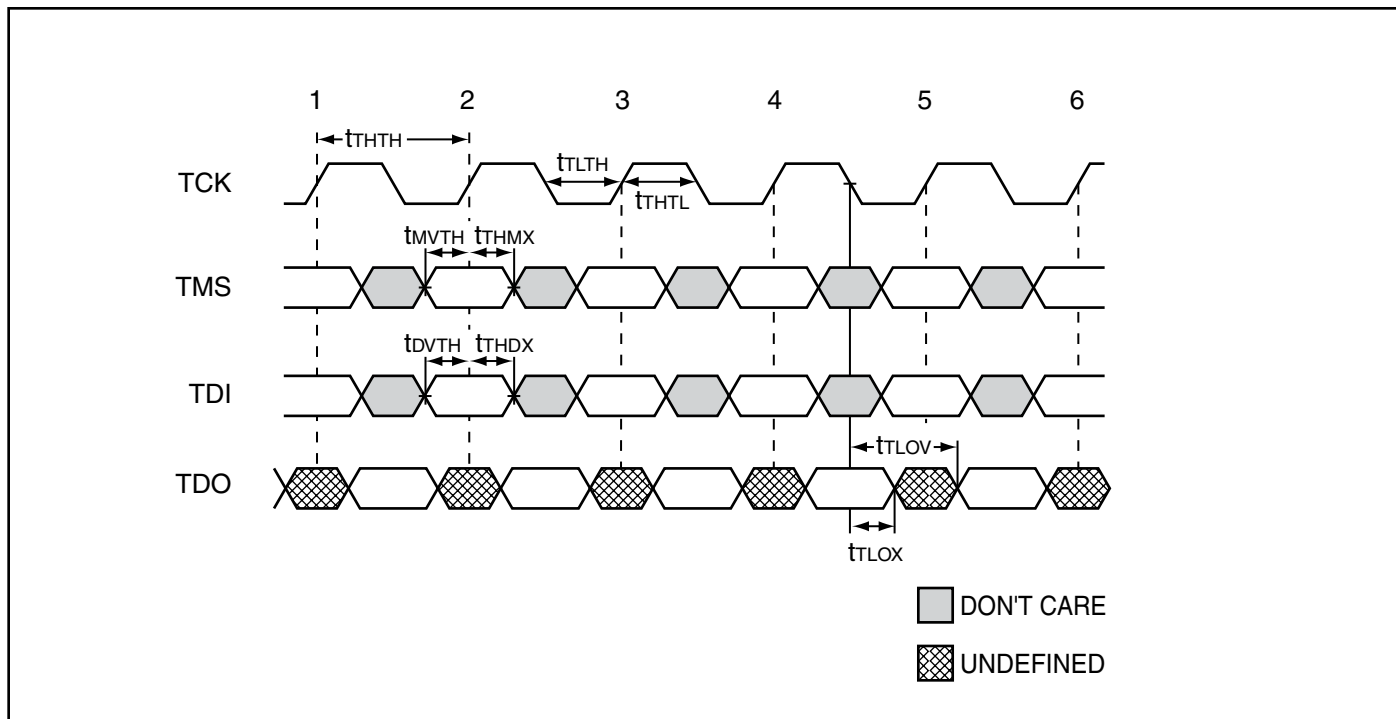 1 2 3 4 5 6
tTHTH
tTLTH
TCK
tTHTL
tMVTH tTHMX
TMS
tDVTH tTHDX
TDI
tTLOV
TDO
tTLOX
DON'T CARE
UNDEFINED